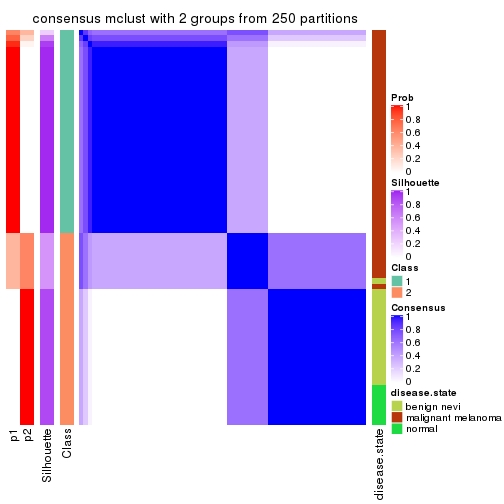 consensus mclust with 2 groups from 250 partitions
Prob
1
0.8
0.6
0.4
0.2
0
Silhouette
1
0.8
0.6
0.4
0.2
0
Class
1
2
Consensus
1
0.8
0.6
0.4
0.2
0
disease.state
benign nevi
malignant melanoma
normal
p1
p2
Silhouette
Class
disease.state